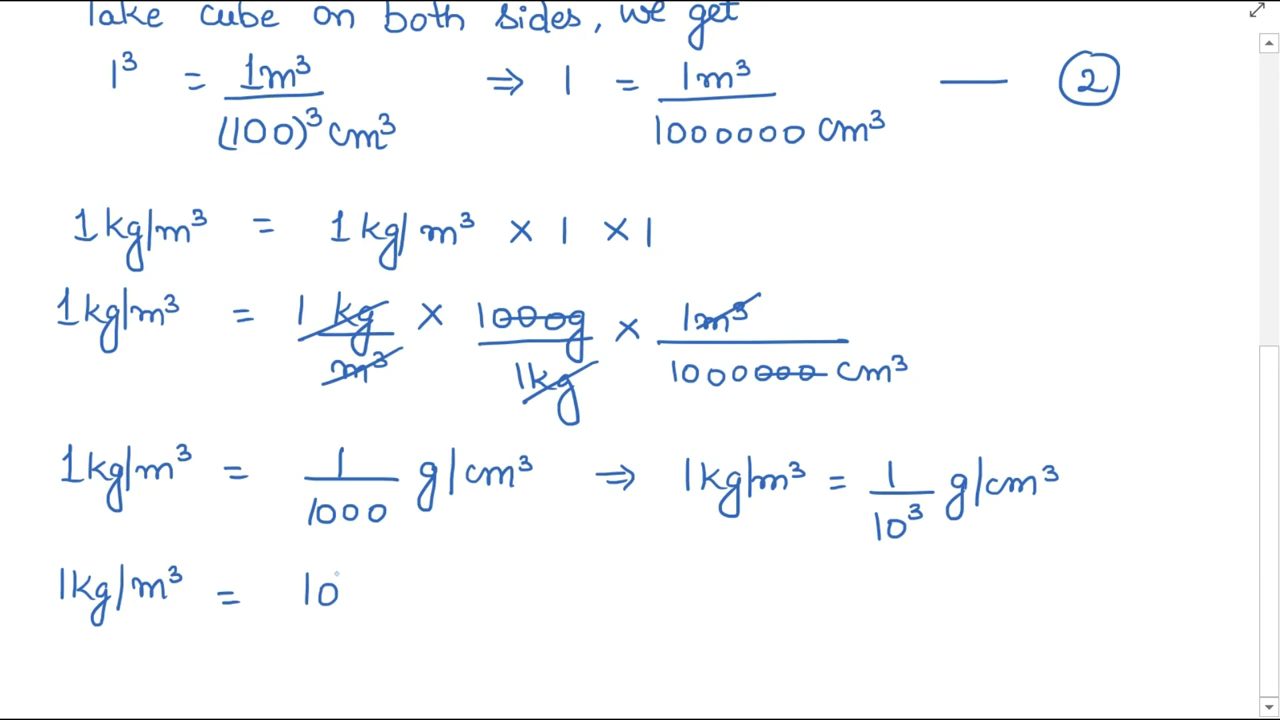 Take cube on both sides, we get
1³ = 1m³/(100)³cm³ ⇒ 1 = 1m³/1000000 cm³ —— ②
1kg/m³ = 1kg/m³ × 1 × 1
1kg/m³ = 1 kg/m³ × 1000g/1kg × 1m³/1000000 cm³
1kg/m³ = 1/1000 g/cm³ ⇒ 1kg/m³ = 1/10³ g/cm³
1kg/m³ = 10